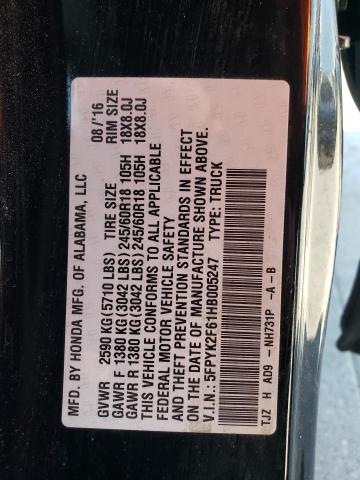 MFD. BY HONDA MFG. OF ALABAMA, LLC 08/'16
TIRE SIZE RIM SIZE
GVWR 2590 KG(5710 LBS)
GAWR F 1380 KG(3042 LBS) 245/60R18 105H 18X8.0J
GAWR R 1380 KG(3042 LBS) 245/60R18 105H 18X8.0J
THIS VEHICLE CONFORMS TO ALL APPLICABLE
FEDERAL MOTOR VEHICLE SAFETY
AND THEFT PREVENTION STANDARDS IN EFFECT
ON THE DATE OF MANUFACTURE SHOWN ABOVE.
V.I.N.: 5FPYK2F61HB005247 TYPE: TRUCK
TJZ H AD9 -NH731P -A-B